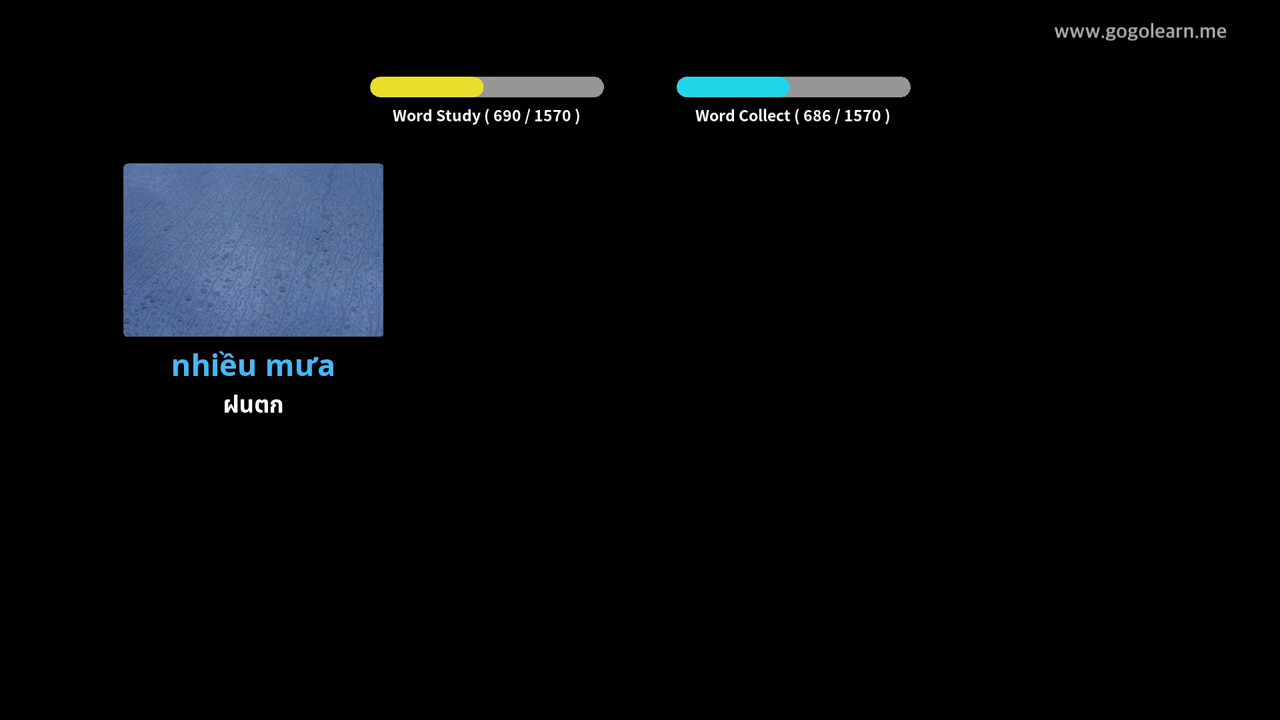 www.gogolearn.me
Word Study ( 690 / 1570 )
Word Collect ( 686 / 1570 )
nhiều mưa
ฝนตก